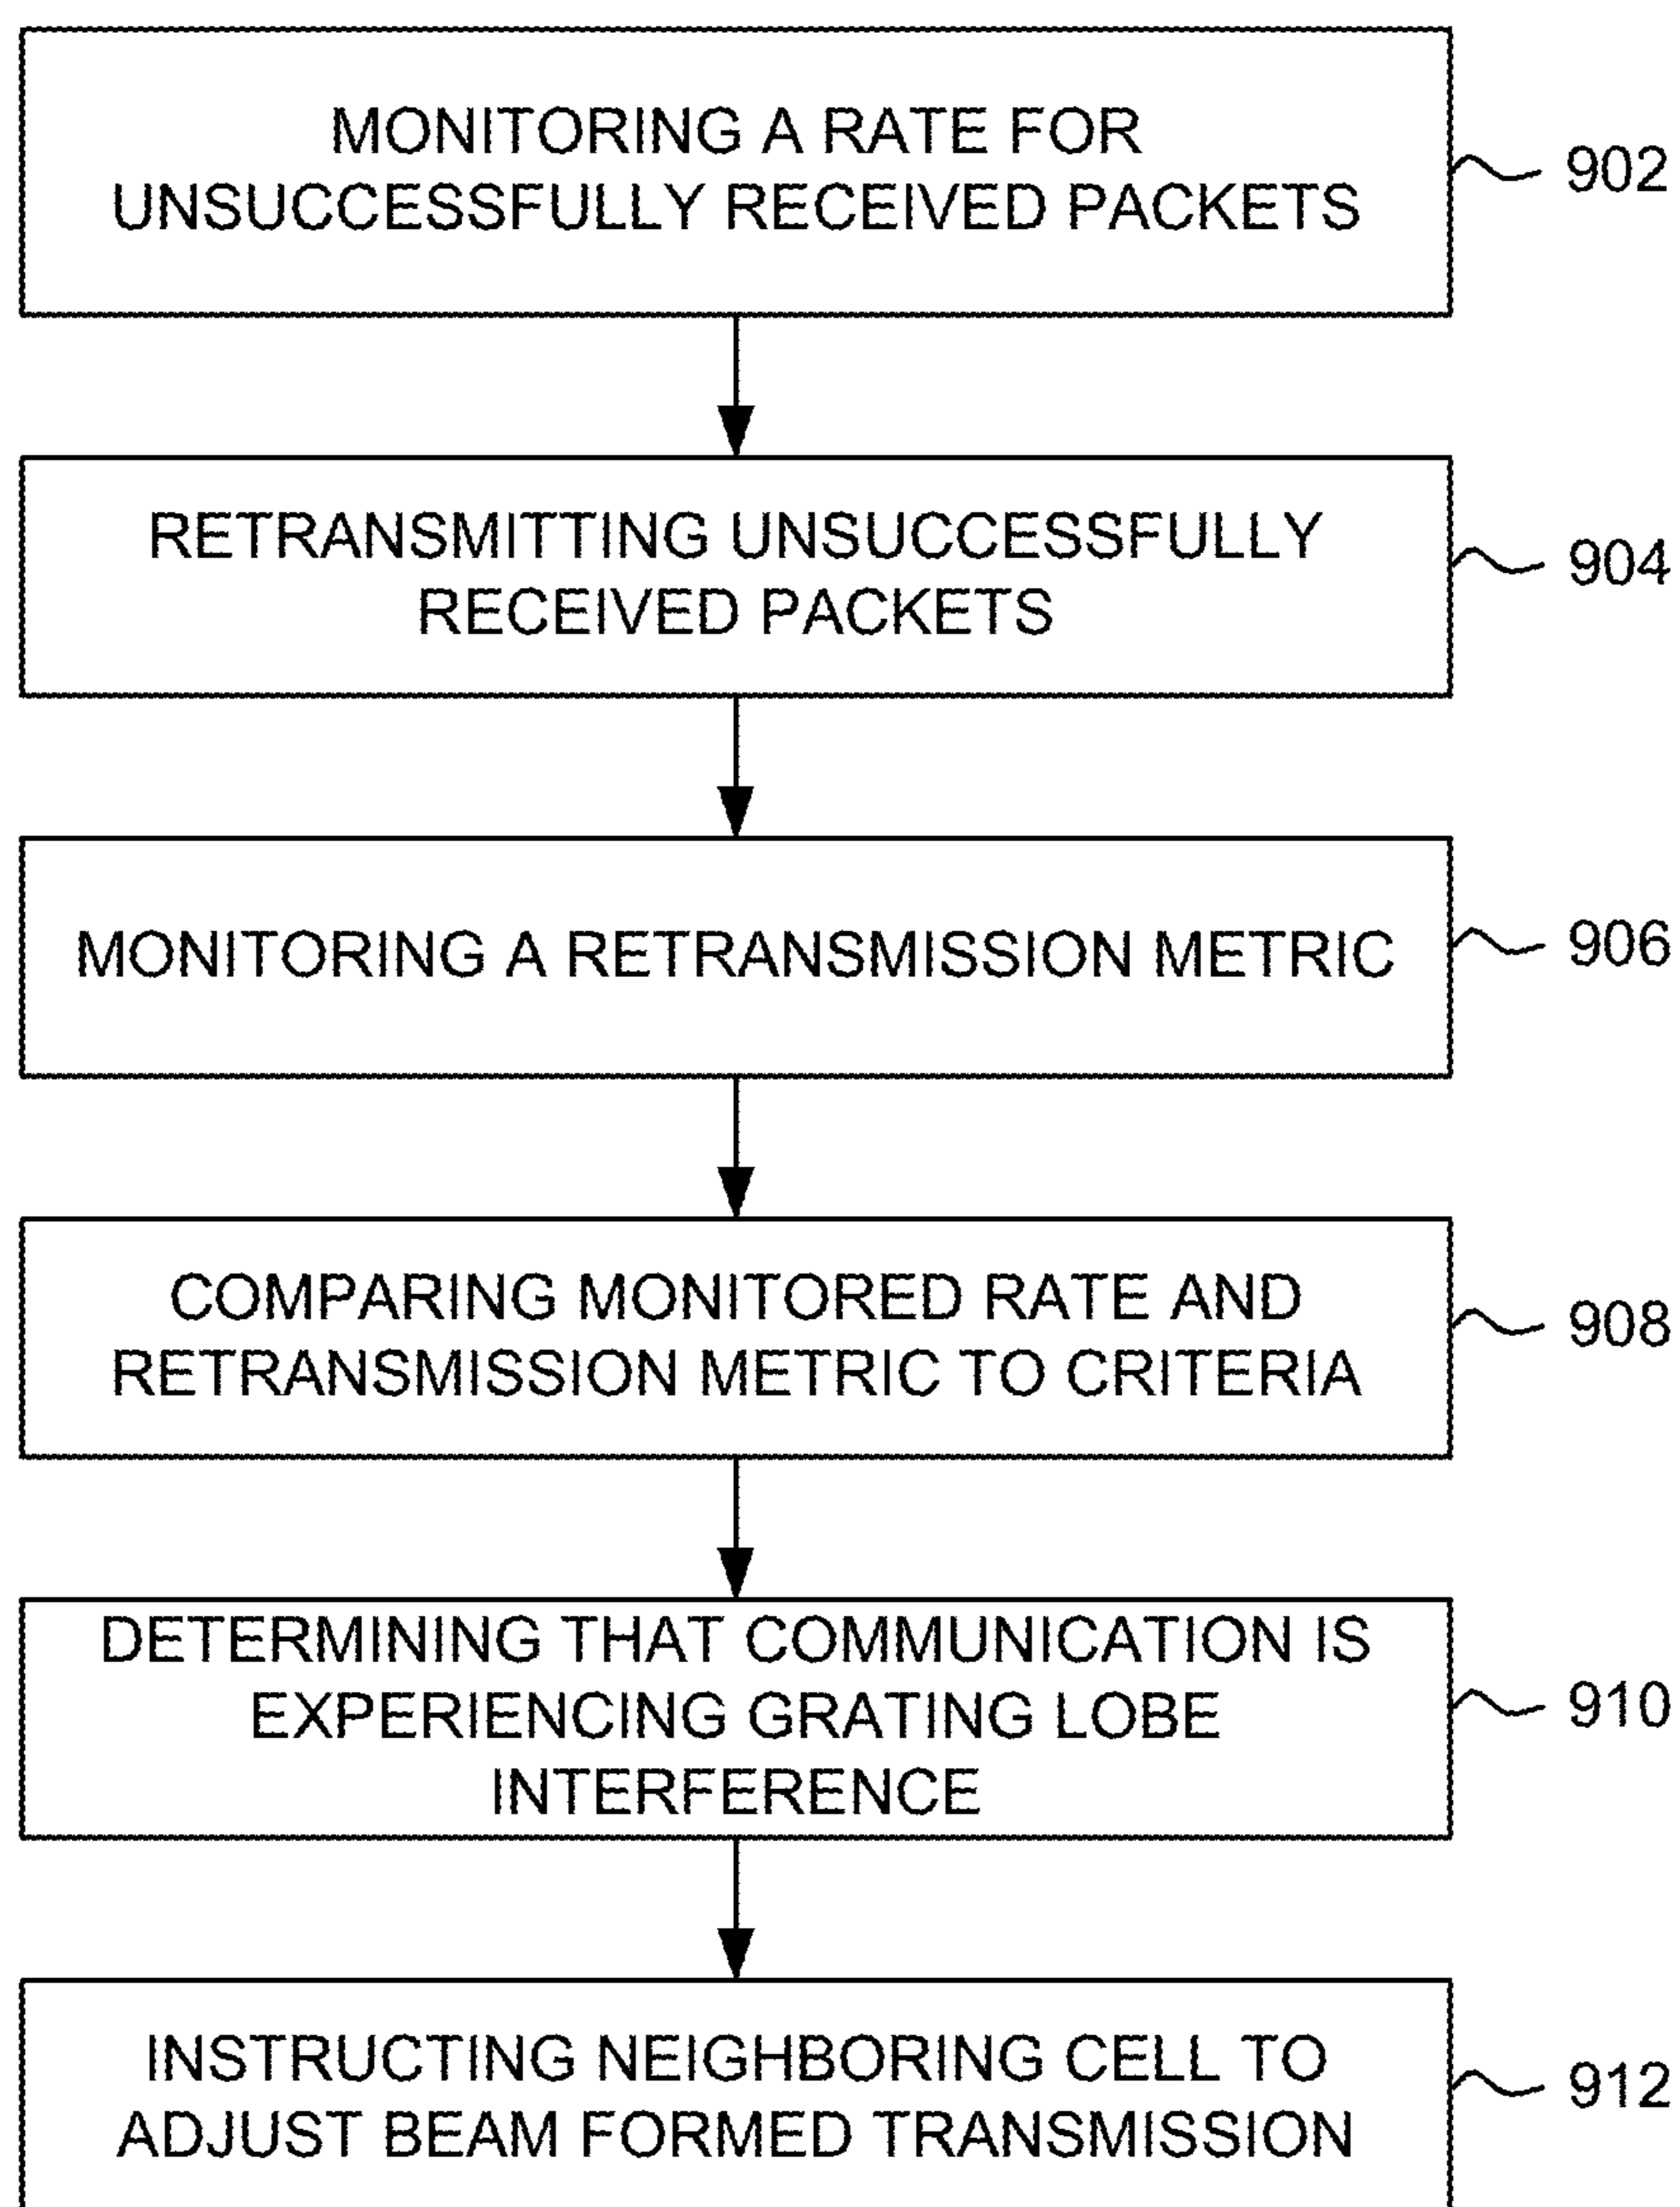 MONITORING A RATE FOR
UNSUCCESSFULLY RECEIVED PACKETS
902
RETRANSMITTING UNSUCCESSFULLY
RECEIVED PACKETS
904
MONITORING A RETRANSMISSION METRIC
906
COMPARING MONITORED RATE AND
RETRANSMISSION METRIC TO CRITERIA
908
DETERMINING THAT COMMUNICATION IS
EXPERIENCING GRATING LOBE
INTERFERENCE
910
INSTRUCTING NEIGHBORING CELL TO
ADJUST BEAM FORMED TRANSMISSION
912